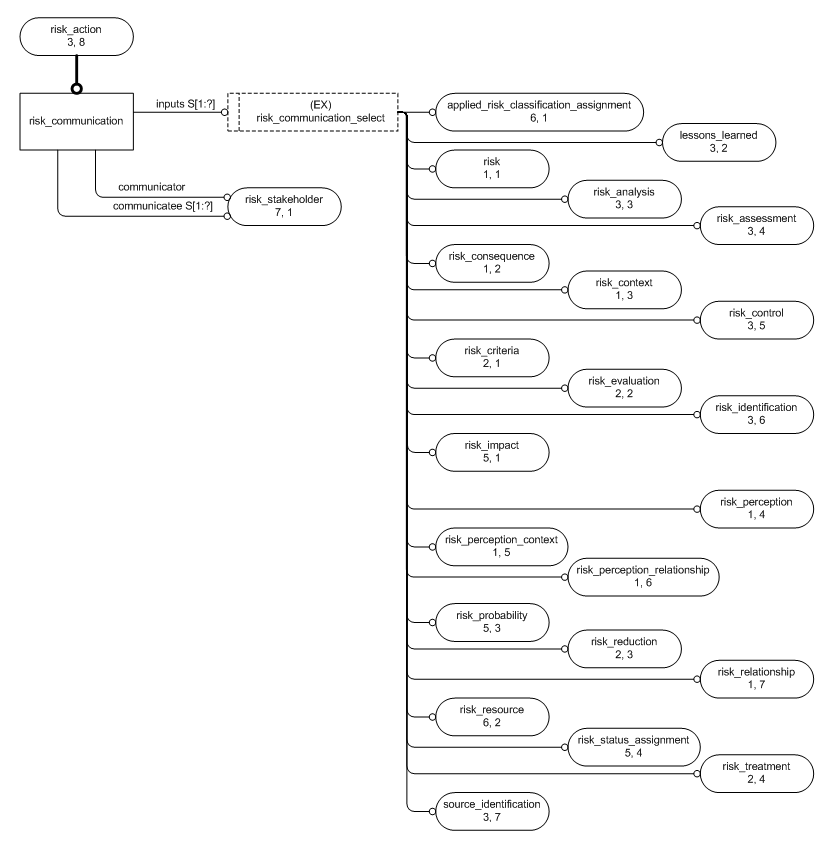 risk_action
3, 8
risk_communication
inputs S[1:?]
(EX)
risk_communication_select
communicator
communicatee S[1:?]
risk_stakeholder
7, 1
applied_risk_classification_assignment
6, 1
lessons_learned
3, 2
risk
1, 1
risk_analysis
3, 3
risk_assessment
3, 4
risk_consequence
1, 2
risk_context
1, 3
risk_control
3, 5
risk_criteria
2, 1
risk_evaluation
2, 2
risk_identification
3, 6
risk_impact
5, 1
risk_perception
1, 4
risk_perception_context
1, 5
risk_perception_relationship
1, 6
risk_probability
5, 3
risk_reduction
2, 3
risk_relationship
1, 7
risk_resource
6, 2
risk_status_assignment
5, 4
risk_treatment
2, 4
source_identification
3, 7